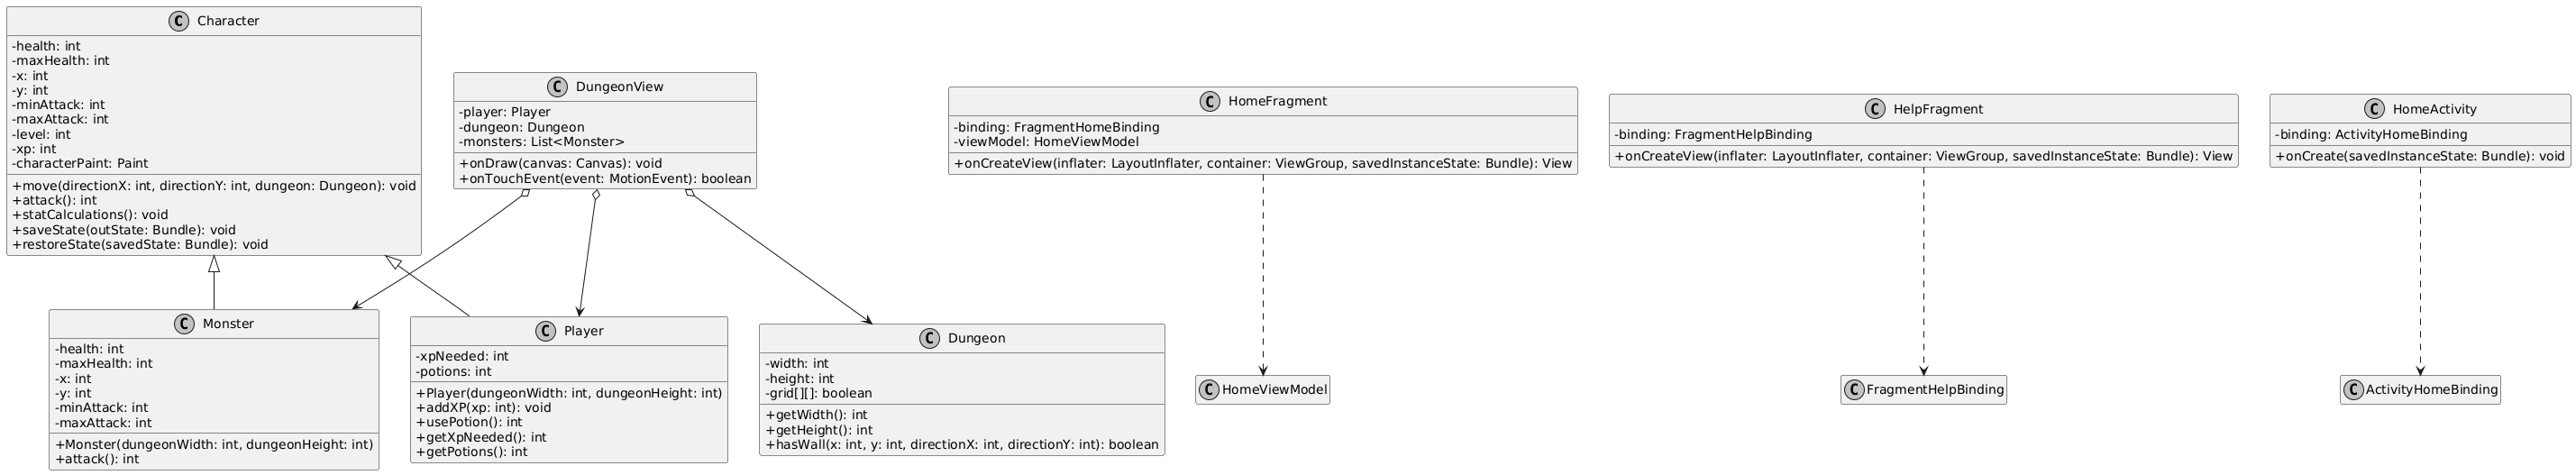 C Character
-health: int
-maxHealth: int
-x: int
-y: int
-minAttack: int
-maxAttack: int
-level: int
-xp: int
-characterPaint: Paint
+move(directionX: int, directionY: int, dungeon: Dungeon): void
+attack(): int
+statCalculations(): void
+saveState(outState: Bundle): void
+restoreState(savedState: Bundle): void
C DungeonView
-player: Player
-dungeon: Dungeon
-monsters: List<Monster>
+onDraw(canvas: Canvas): void
+onTouchEvent(event: MotionEvent): boolean
C HomeFragment
-binding: FragmentHomeBinding
-viewModel: HomeViewModel
+onCreateView(inflater: LayoutInflater, container: ViewGroup, savedInstanceState: Bundle): View
C HelpFragment
-binding: FragmentHelpBinding
+onCreateView(inflater: LayoutInflater, container: ViewGroup, savedInstanceState: Bundle): View
C HomeActivity
-binding: ActivityHomeBinding
+onCreate(savedInstanceState: Bundle): void
C Monster
-health: int
-maxHealth: int
-x: int
-y: int
-minAttack: int
-maxAttack: int
+Monster(dungeonWidth: int, dungeonHeight: int)
+attack(): int
C Player
-xpNeeded: int
-potions: int
+Player(dungeonWidth: int, dungeonHeight: int)
+addXP(xp: int): void
+usePotion(): int
+getXpNeeded(): int
+getPotions(): int
C Dungeon
-width: int
-height: int
-grid[][]: boolean
+getWidth(): int
+getHeight(): int
+hasWall(x: int, y: int, directionX: int, directionY: int): boolean
C HomeViewModel
C FragmentHelpBinding
C ActivityHomeBinding